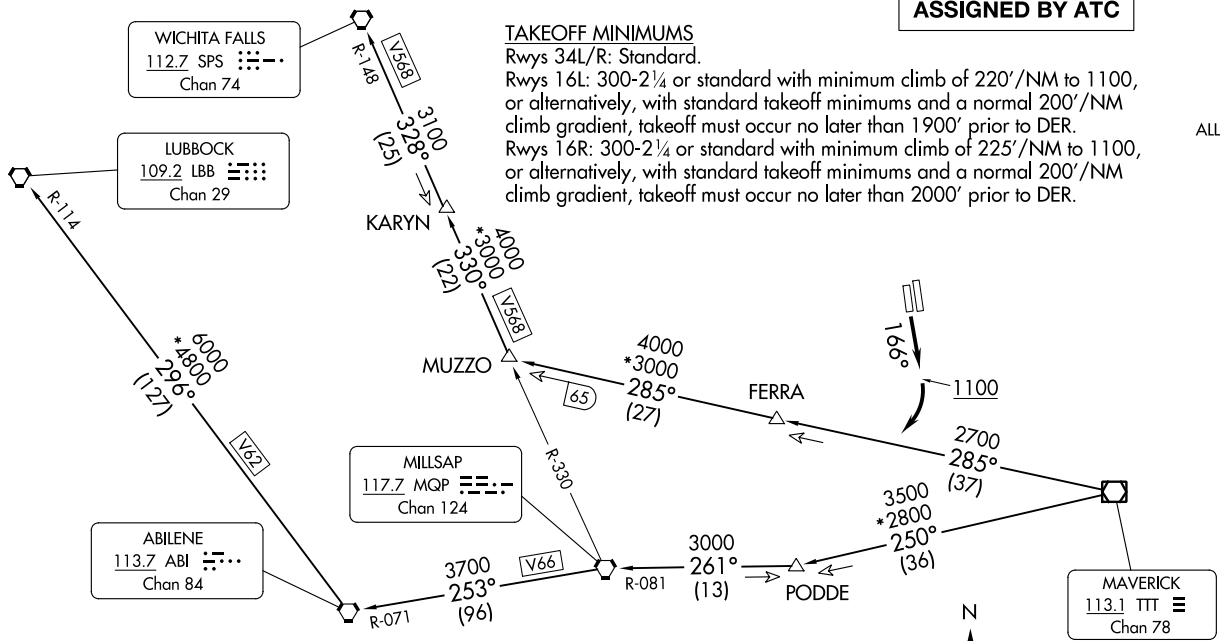 ASSIGNED BY ATC
WICHITA FALLS
112.7 SPS
Chan 74
TAKEOFF MINIMUMS
Rwys 34L/R: Standard.
Rwys 16L: 300-2¼ or standard with minimum climb of 220'/NM to 1100,
or alternatively, with standard takeoff minimums and a normal 200'/NM
climb gradient, takeoff must occur no later than 1900' prior to DER.
Rwys 16R: 300-2¼ or standard with minimum climb of 225'/NM to 1100,
or alternatively, with standard takeoff minimums and a normal 200'/NM
climb gradient, takeoff must occur no later than 2000' prior to DER.
ALL
R-148
V568
3100
328°
(25)
LUBBOCK
109.2 LBB
Chan 29
R-114
KARYN
4000
*3000
330°
(22)
V568
6000
*4800
296°
(127)
V62
MUZZO
65
4000
*3000
285°
(27)
FERRA
166°
1100
2700
285°
(37)
R-330
MILLSAP
117.7 MQP
Chan 124
3500
*2800
250°
(36)
ABILENE
113.7 ABI
Chan 84
3700
253°
(96)
V66
R-071
R-081
3000
261°
(13)
PODDE
MAVERICK
113.1 TTT
Chan 78
N